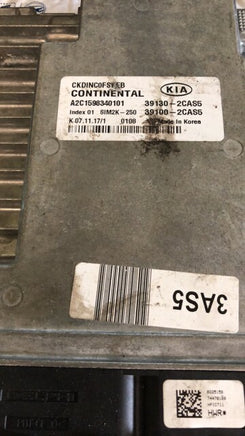 CKDINC0FSY5B
CONTINENTAL
KIA
A2C1598340101
39130-2CAS5
Index 01 SIM2K-250
39100-2CAS5
K.07.11.17/1 0108
Made in Korea
3AS5
HWR*